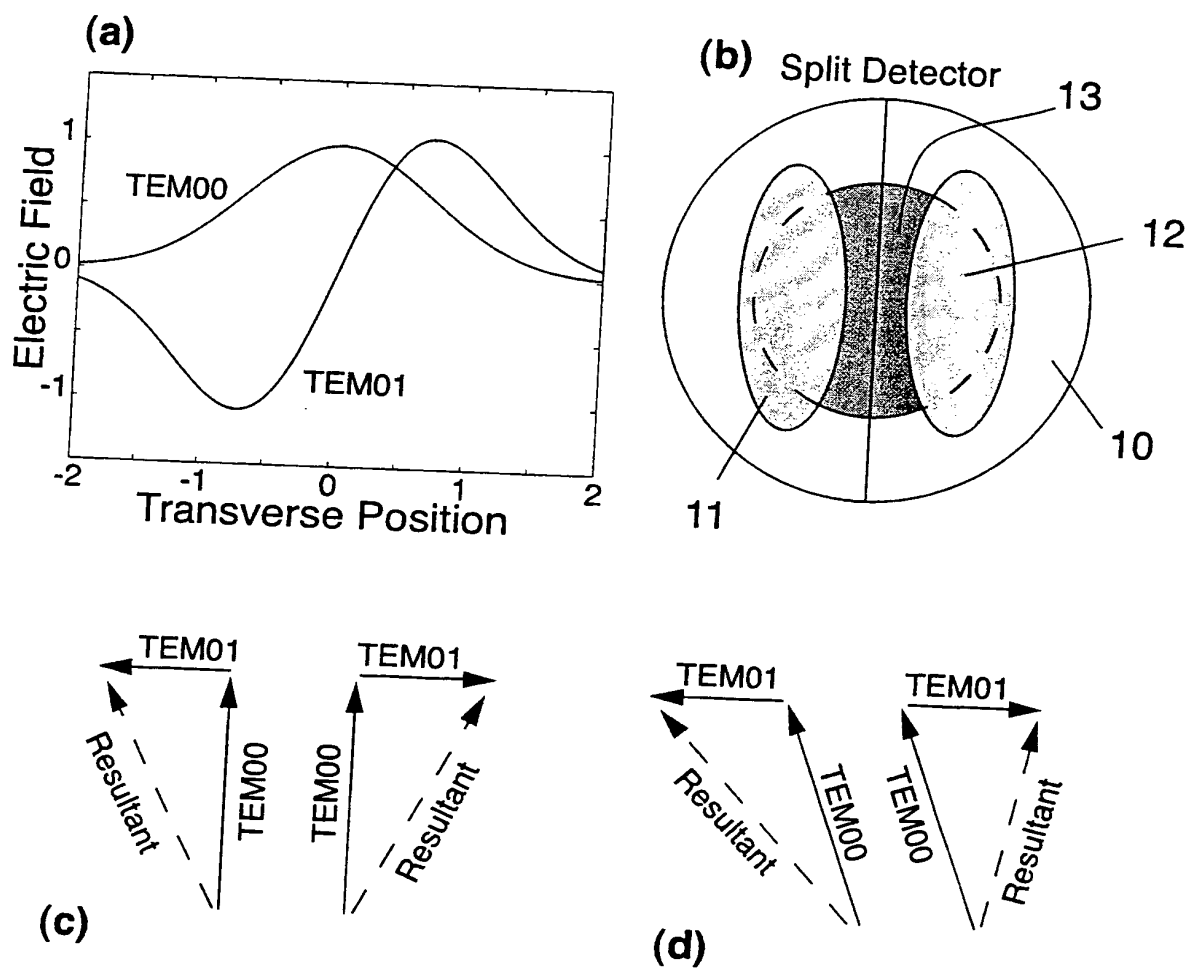 (a)
1
0
-1
Electric Field
TEM00
TEM01
-2 -1 0 1 2
Transverse Position
(b) Split Detector
13
12
10
11
TEM01
TEM01
Resultant
TEM00
TEM00
Resultant
(c)
TEM01
TEM01
Resultant
TEM00
TEM00
Resultant
(d)